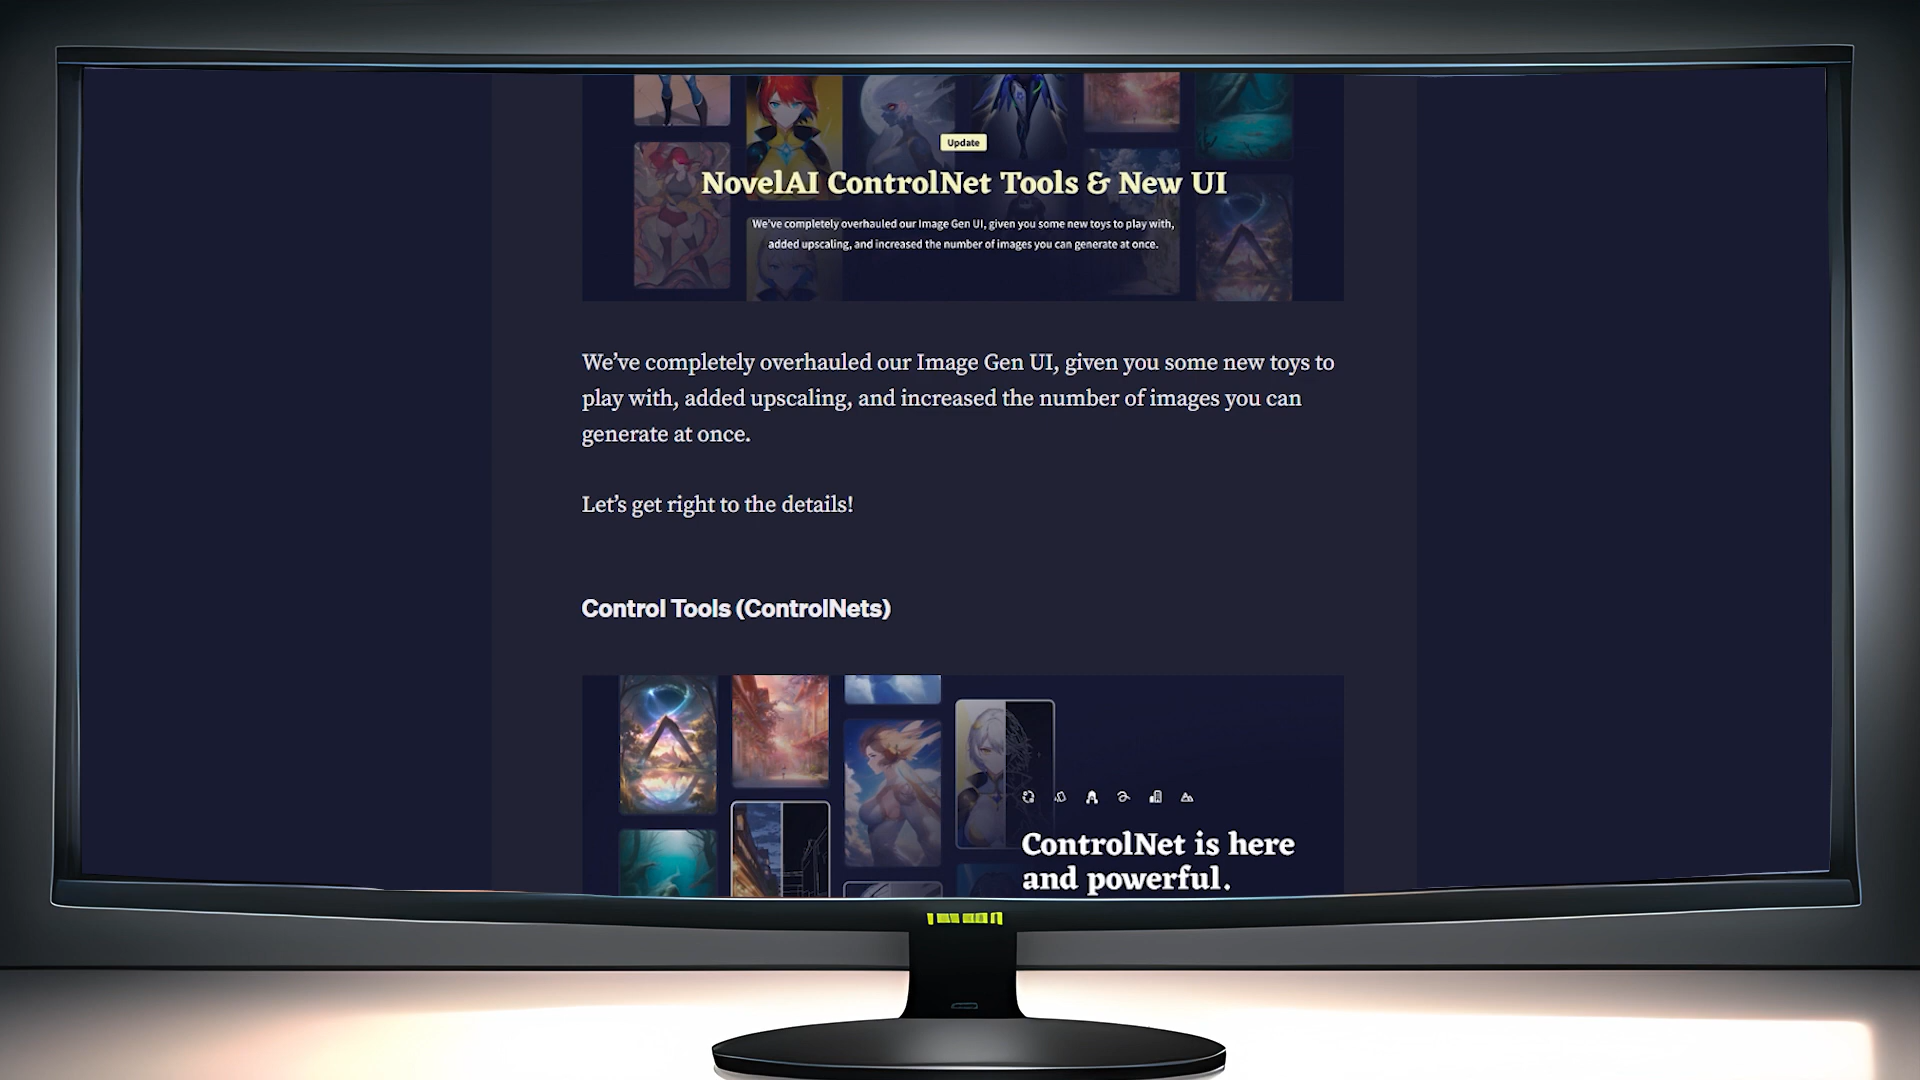 Update
NovelAI ControlNet Tools & New UI
We've completely overhauled our Image Gen UI, given you some new toys to play with,
added upscaling, and increased the number of images you can generate at once.
We've completely overhauled our Image Gen UI, given you some new toys to
play with, added upscaling, and increased the number of images you can
generate at once.
Let's get right to the details!
Control Tools (ControlNets)
ControlNet is here
and powerful.